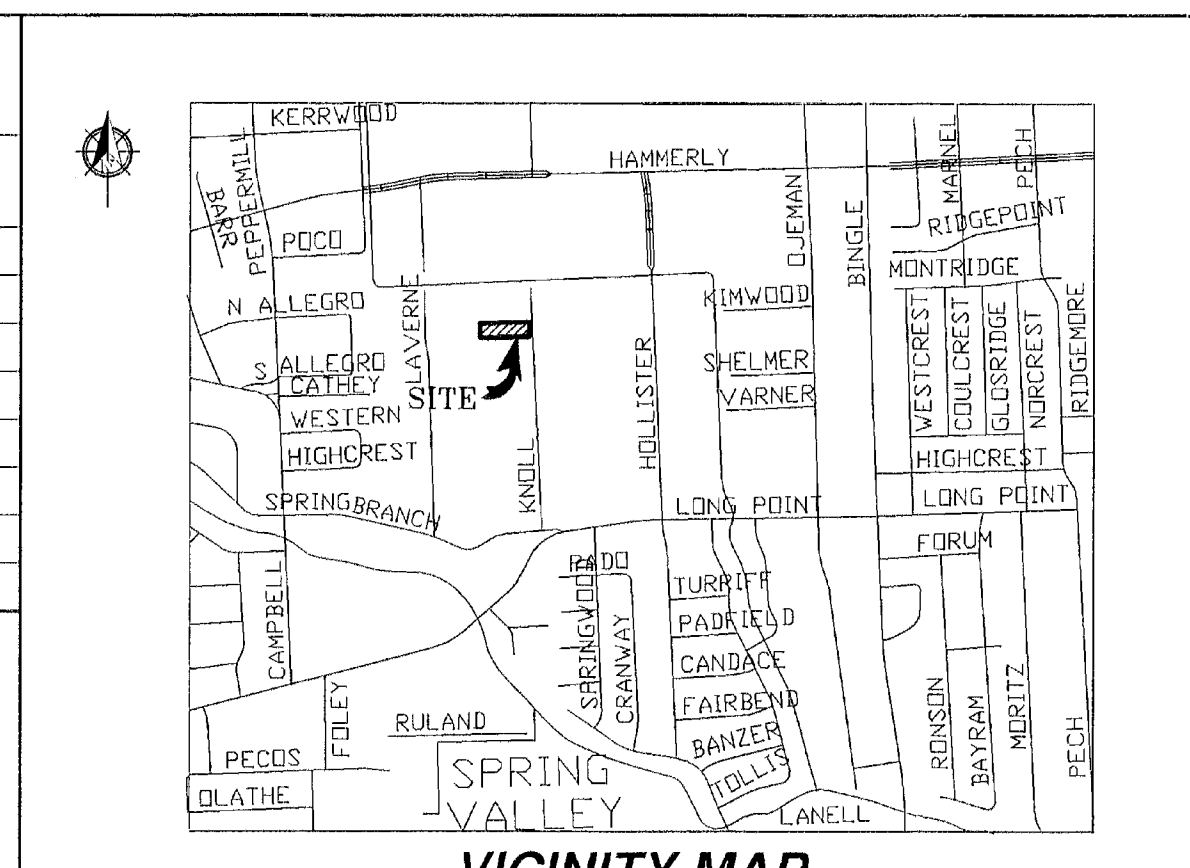 KERRWOOD
HAMMERLY
MARNEL
PECH
BARR
PEPPERMILL
POCO
OJEMAN
BINGLE
RIDGEPOINT
MONTRIDGE
N ALLEGRO
LAVERNE
KIMWOOD
WESTCREST
COULCREST
GLOSRIDGE
NORCREST
RIDGEMORE
S ALLEGRO
CATHEY
SITE
HOLLISTER
SHELMER
VARNER
WESTERN
HIGHCREST
KNOLL
HIGHCREST
SPRINGBRANCH
LONG POINT
LONG POINT
FORUM
CAMPBELL
PADO
SPRINGWOOD
CRANWAY
TURRIFF
PADFIELD
CANDACE
FAIRBEND
BANZER
TOLLIS
RONSON
BAYRAM
MORITZ
PECH
FOLEY
RULAND
PECOS
OLATHE
SPRING
VALLEY
LANELL
VICINITY MAP